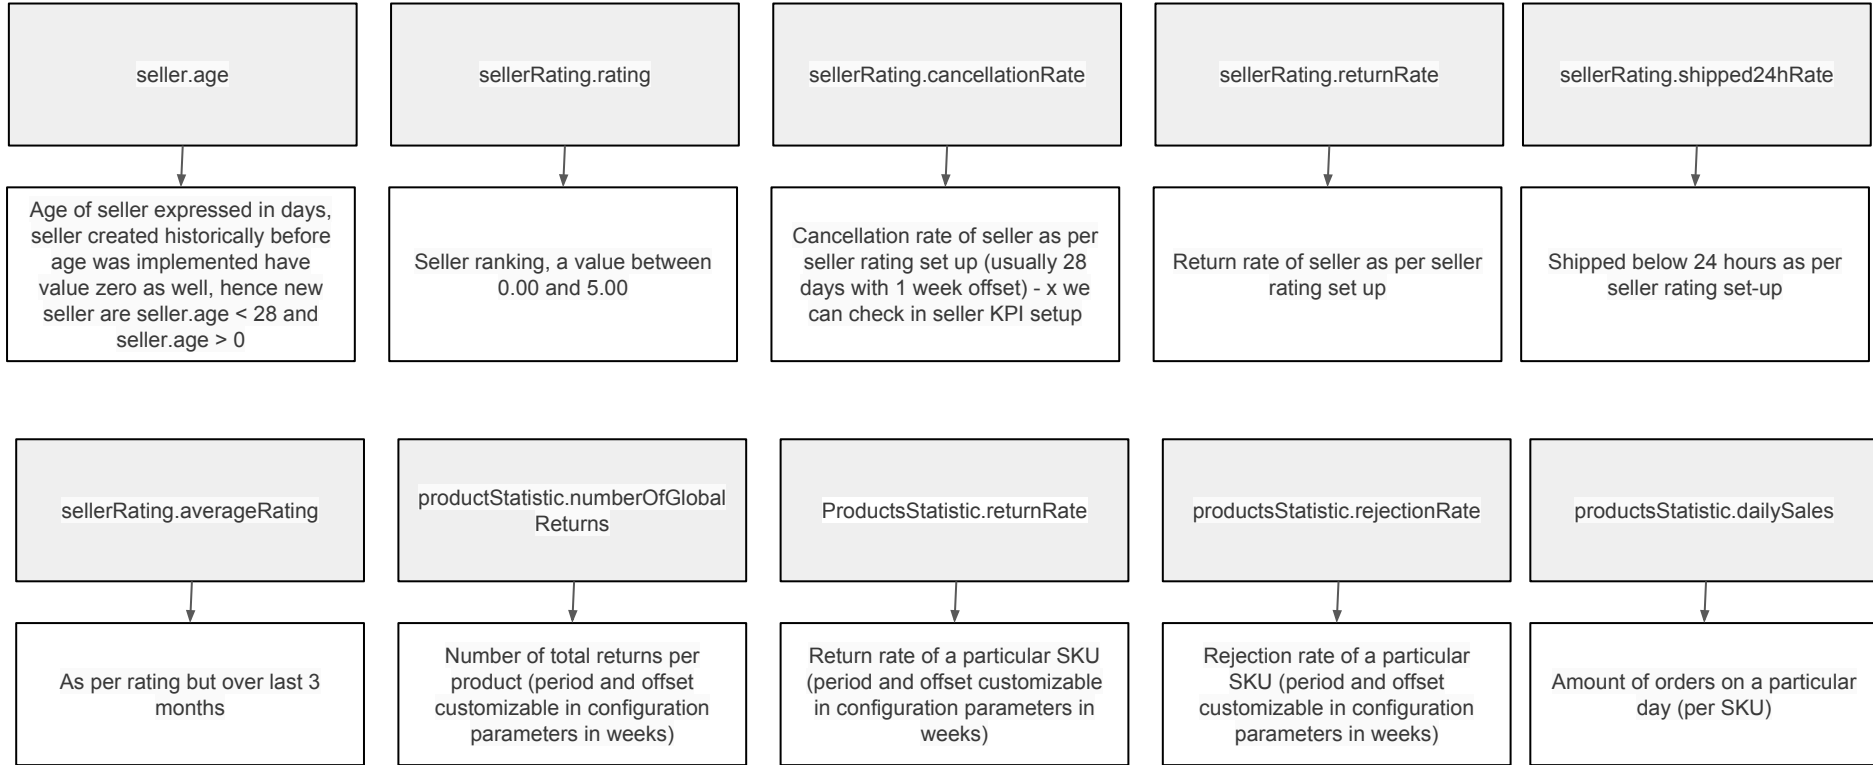 seller.age
sellerRating.rating
sellerRating.cancellationRate
sellerRating.returnRate
sellerRating.shipped24hRate
Age of seller expressed in days,
seller created historically before
age was implemented have
value zero as well, hence new
seller are seller.age < 28 and
seller.age > 0
Seller ranking, a value between
0.00 and 5.00
Cancellation rate of seller as per
seller rating set up (usually 28
days with 1 week offset) - x we
can check in seller KPI setup
Return rate of seller as per seller
rating set up
Shipped below 24 hours as per
seller rating set-up
sellerRating.averageRating
productStatistic.numberOfGlobal
Returns
ProductsStatistic.returnRate
productsStatistic.rejectionRate
productsStatistic.dailySales
As per rating but over last 3
months
Number of total returns per
product (period and offset
customizable in configuration
parameters in weeks)
Return rate of a particular SKU
(period and offset customizable
in configuration parameters in
weeks)
Rejection rate of a particular
SKU (period and offset
customizable in configuration
parameters in weeks)
Amount of orders on a particular
day (per SKU)